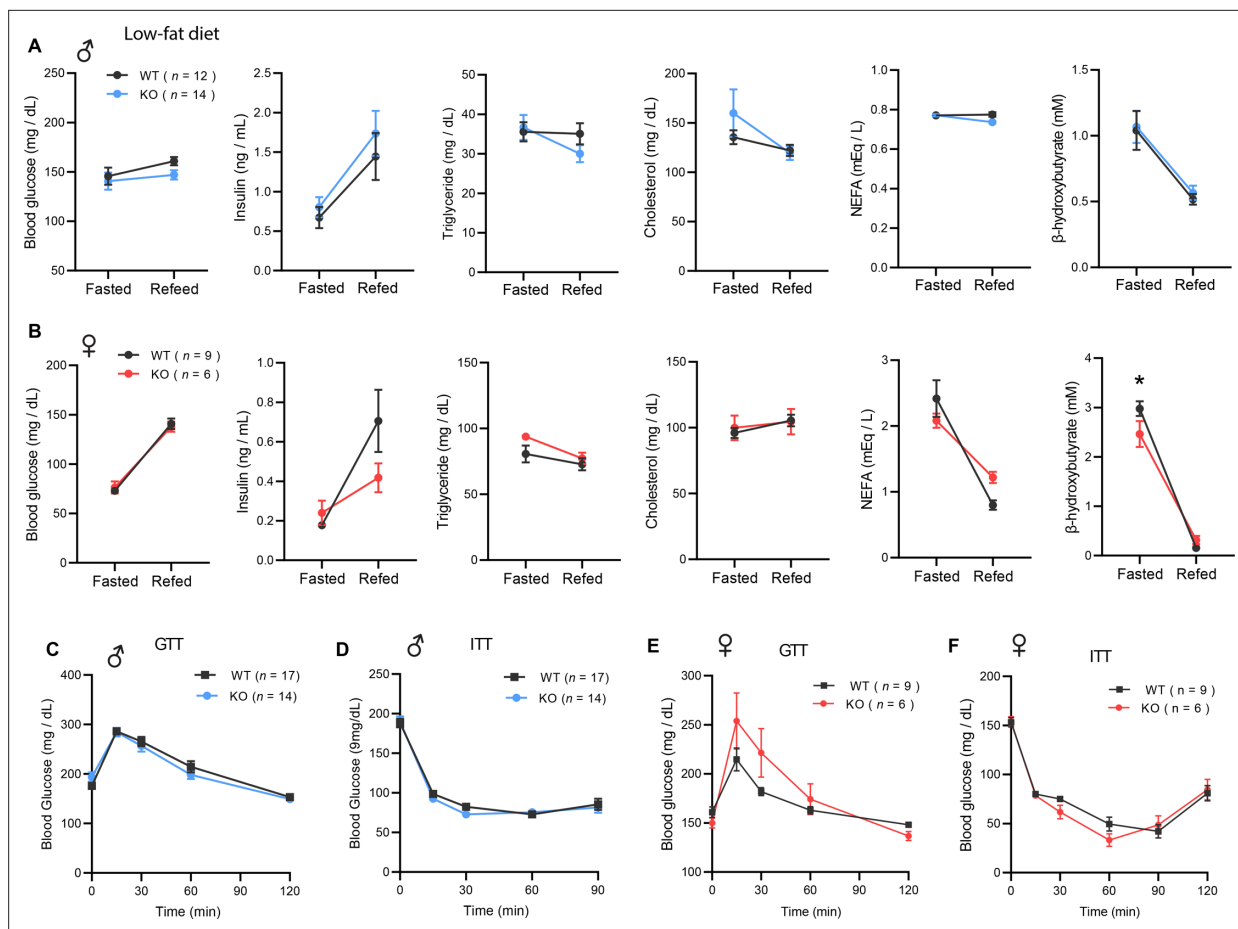 A ♂ Low-fat diet
WT ( n = 12 )
KO ( n = 14 )
Blood glucose (mg / dL)
250
200
150
100
50
Fasted Refeed
Insulin (ng / mL)
2.5
2.0
1.5
1.0
0.5
0.0
Fasted Refed
Triglyceride (mg / dL)
50
40
30
20
10
0
Fasted Refed
Cholesterol (mg / dL)
200
150
100
50
0
Fasted Refed
NEFA (mEq / L)
1.0
0.8
0.6
0.4
0.2
0.0
Fasted Refed
β-hydroxybutyrate (mM)
1.5
1.0
0.5
0.0
Fasted Refed
B ♀
WT ( n = 9 )
KO ( n = 6 )
Blood glucose (mg / dL)
200
150
100
50
0
Fasted Refed
Insulin (ng / mL)
1.0
0.8
0.6
0.4
0.2
0.0
Fasted Refed
Triglyceride (mg / dL)
150
100
50
0
Fasted Refed
Cholesterol (mg / dL)
150
100
50
0
Fasted Refed
NEFA (mEq / L)
3
2
1
0
Fasted Refed
β-hydroxybutyrate (mM)
4
3
2
1
0
*
Fasted Refed
C ♂ GTT
WT (n = 17)
KO (n = 14)
Blood glucose (mg / dL)
400
300
200
100
0
0 30 60 90 120
Time (min)
D ♂ ITT
WT (n = 17)
KO (n = 14)
Blood Glucose (9mg/dL)
250
200
150
100
50
0
0 30 60 90
Time (min)
E ♀ GTT
WT ( n = 9 )
KO ( n = 6 )
Blood glucose (mg / dL)
300
250
200
150
100
0 30 60 90 120
Time (min)
F ♀ ITT
WT ( n = 9 )
KO ( n = 6 )
Blood glucose (mg / dL)
200
150
100
50
0
0 30 60 90 120
Time (min)